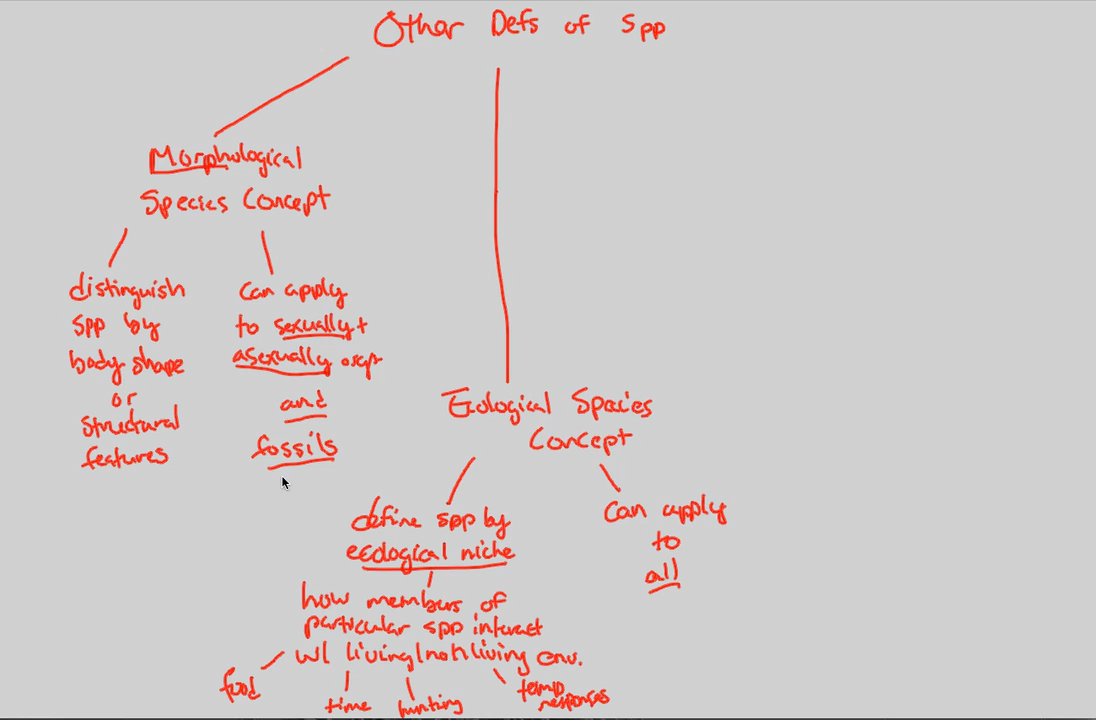 Other Defs of Spp
Morphological
Species Concept
distinguish
spp by
body shape
or
structural
features
Can apply
to sexually +
asexually
and
fossils
Ecological Species
Concept
define spp by
ecological niche
how members of
particular spp interact
w/ living/nonliving env.
food
time
hunting
temp
responses
Can apply
to
all